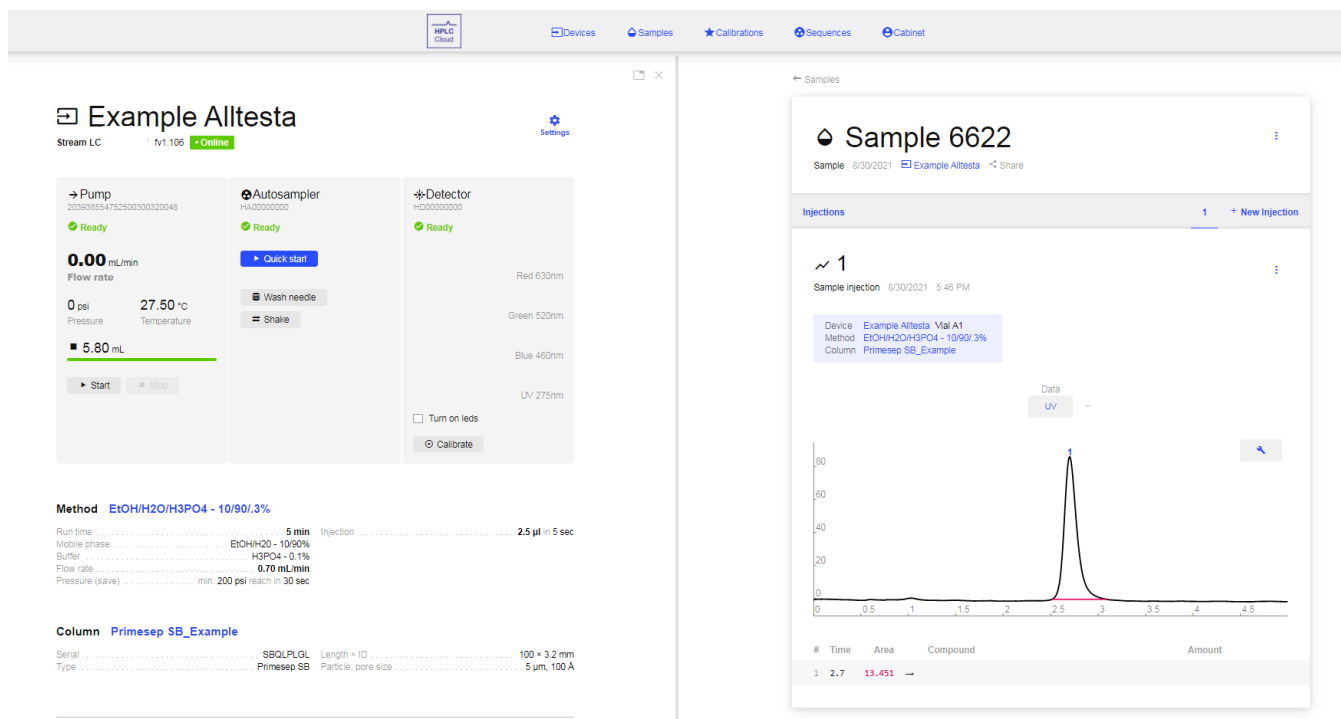 HPLC
Cloud
Devices
Samples
Calibrations
Sequences
Cabinet
Example Alltesta
Settings
Stream LC fv1.106 • Online
Pump
203938554752500300320046
Ready
0.00 mL/min
Flow rate
0 psi 27.50 °C
Pressure Temperature
5.80 mL
Start Stop
Autosampler
HA00000000
Ready
Quick start
Wash needle
Shake
Detector
HD00000000
Ready
Red 630nm
Green 520nm
Blue 460nm
UV 275nm
Turn on leds
Calibrate
Method EtOH/H2O/H3PO4 - 10/90/.3%
Run time 5 min
Mobile phase EtOH/H20 - 10/90%
Buffer H3PO4 - 0.1%
Flow rate 0.70 mL/min
Pressure (save) min. 200 psi reach in 30 sec
Injection 2.5 µl in 5 sec
Column Primesep SB_Example
Serial SBQLPLGL
Type Primesep SB
Length × ID 100 × 3.2 mm
Particle, pore size 5 µm, 100 Å
← Samples
Sample 6622
Sample 8/30/2021 Example Alltesta Share
Injections 1 + New Injection
1
Sample injection 8/30/2021 5:46 PM
Device Example Alltesta Vial A1
Method EtOH/H2O/H3PO4 - 10/90/.3%
Column Primesep SB_Example
Data
UV –
1
80
60
40
20
0
0 0.5 1 1.5 2 2.5 3 3.5 4 4.5
# Time Area Compound Amount
1 2.7 13.451 →